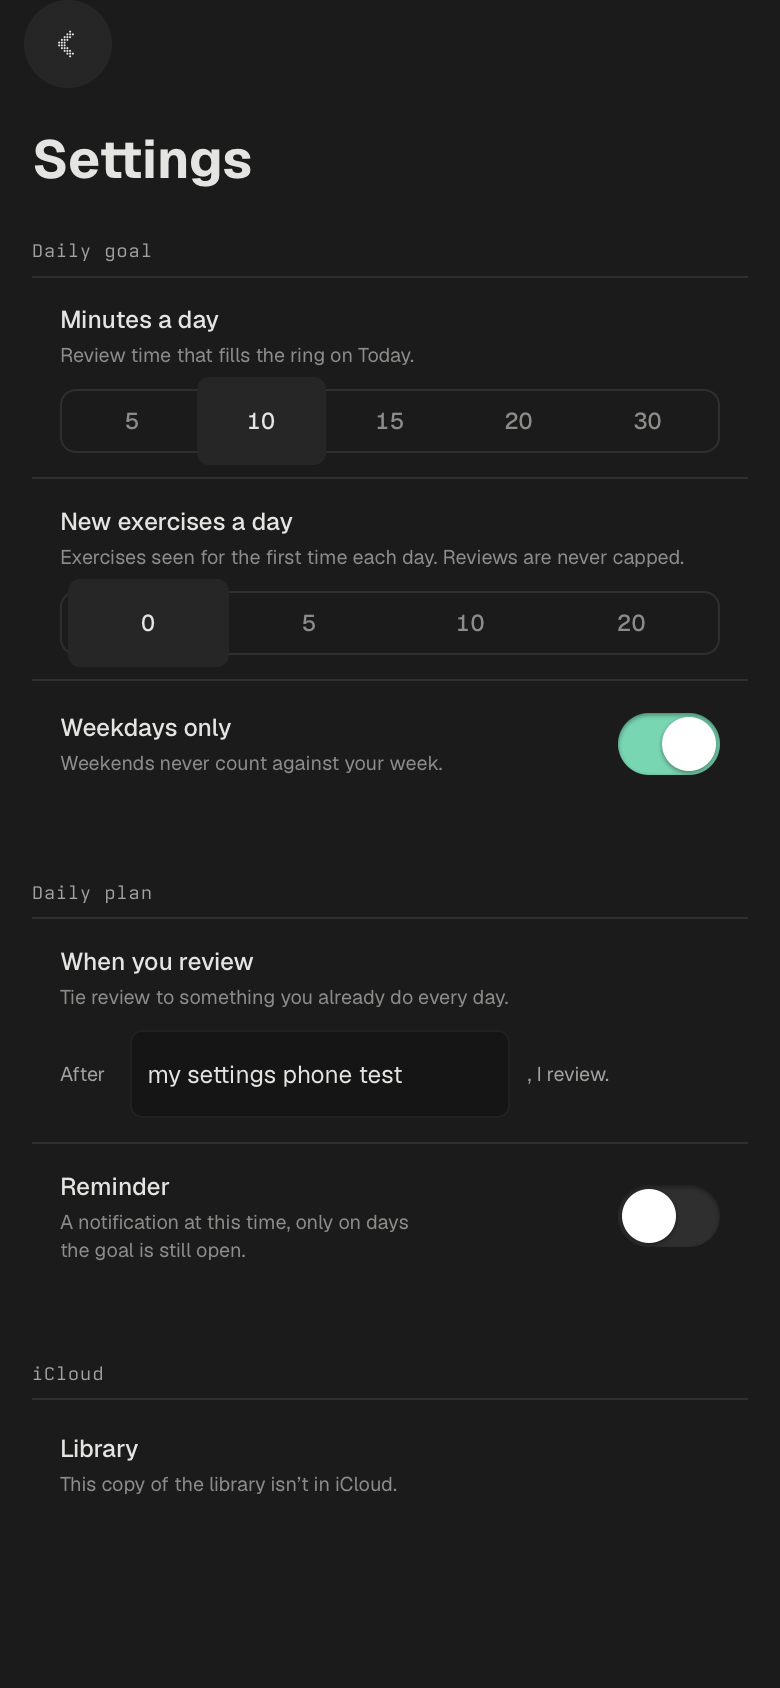 Settings
Daily goal
Minutes a day
Review time that fills the ring on Today.
5 10 15 20 30
New exercises a day
Exercises seen for the first time each day. Reviews are never capped.
0 5 10 20
Weekdays only
Weekends never count against your week.
Daily plan
When you review
Tie review to something you already do every day.
After my settings phone test , I review.
Reminder
A notification at this time, only on days
the goal is still open.
iCloud
Library
This copy of the library isn’t in iCloud.